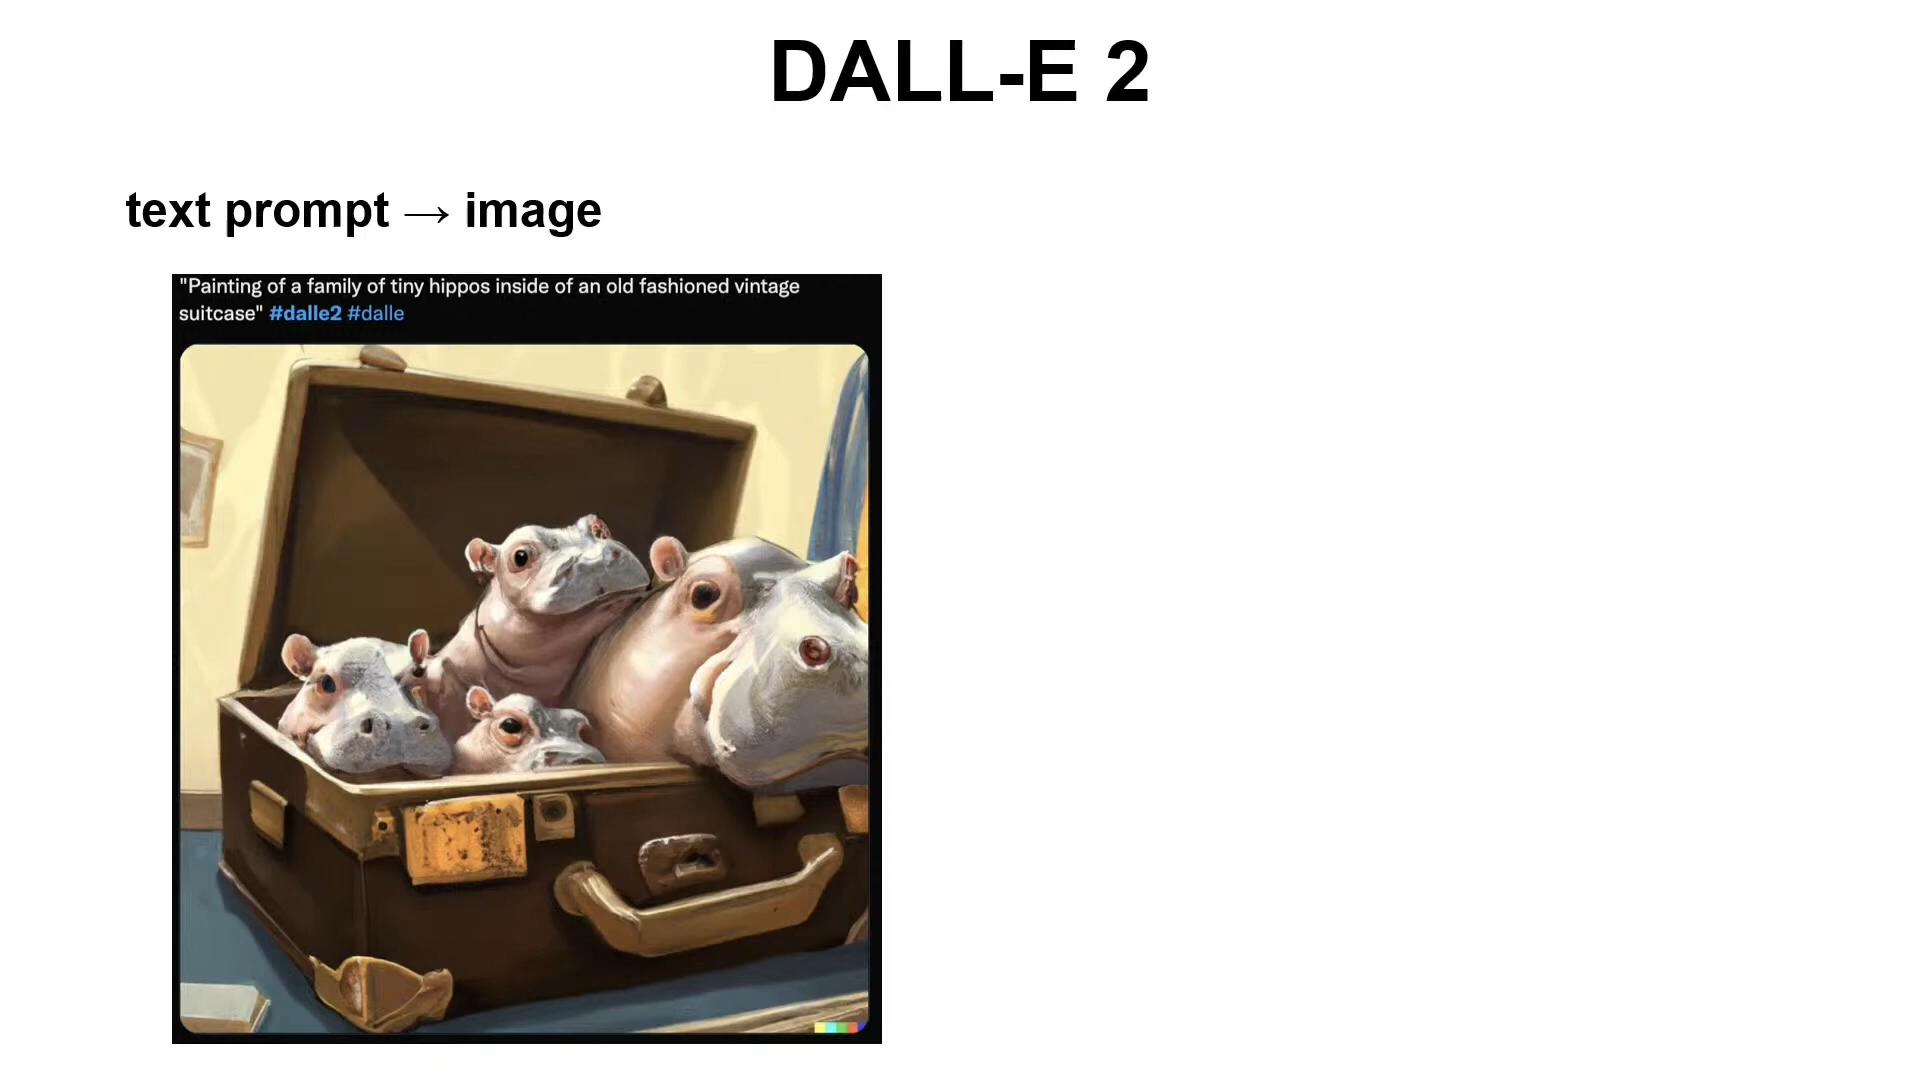 DALL-E 2
text prompt → image
"Painting of a family of tiny hippos inside of an old fashioned vintage
suitcase" #dalle2 #dalle